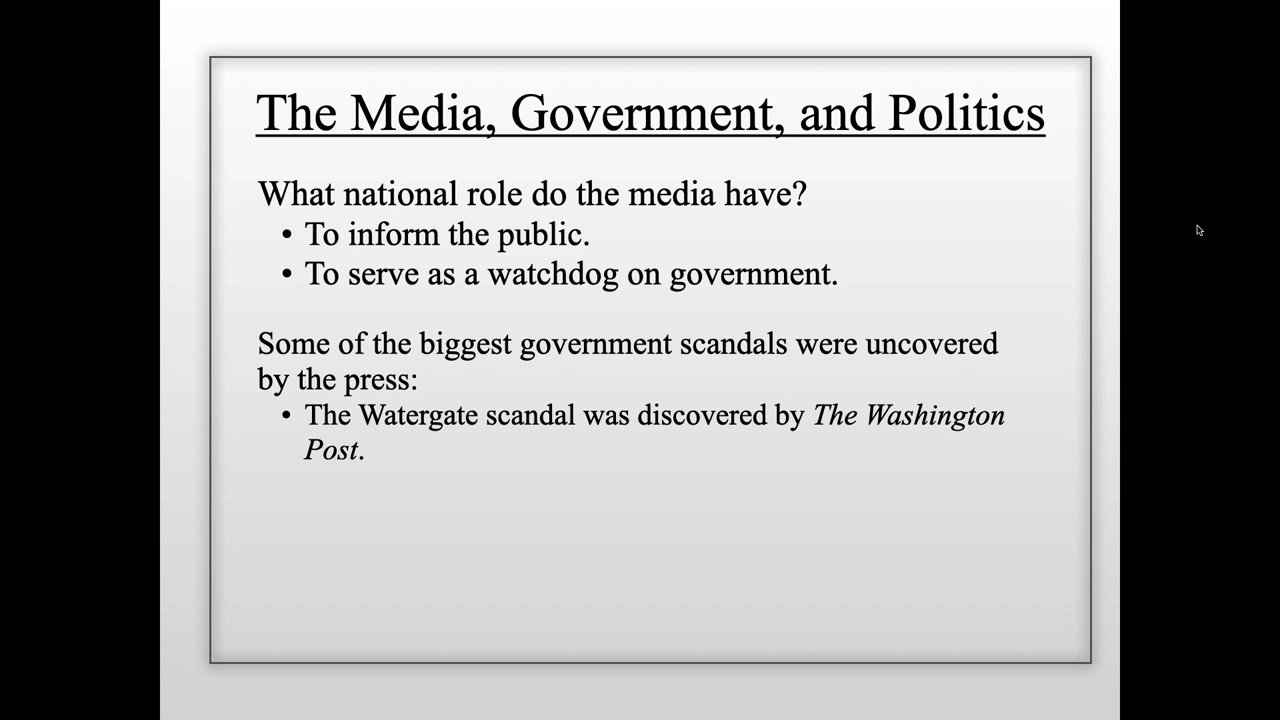 The Media, Government, and Politics
What national role do the media have?
• To inform the public.
• To serve as a watchdog on government.
Some of the biggest government scandals were uncovered
by the press:
• The Watergate scandal was discovered by The Washington
Post.